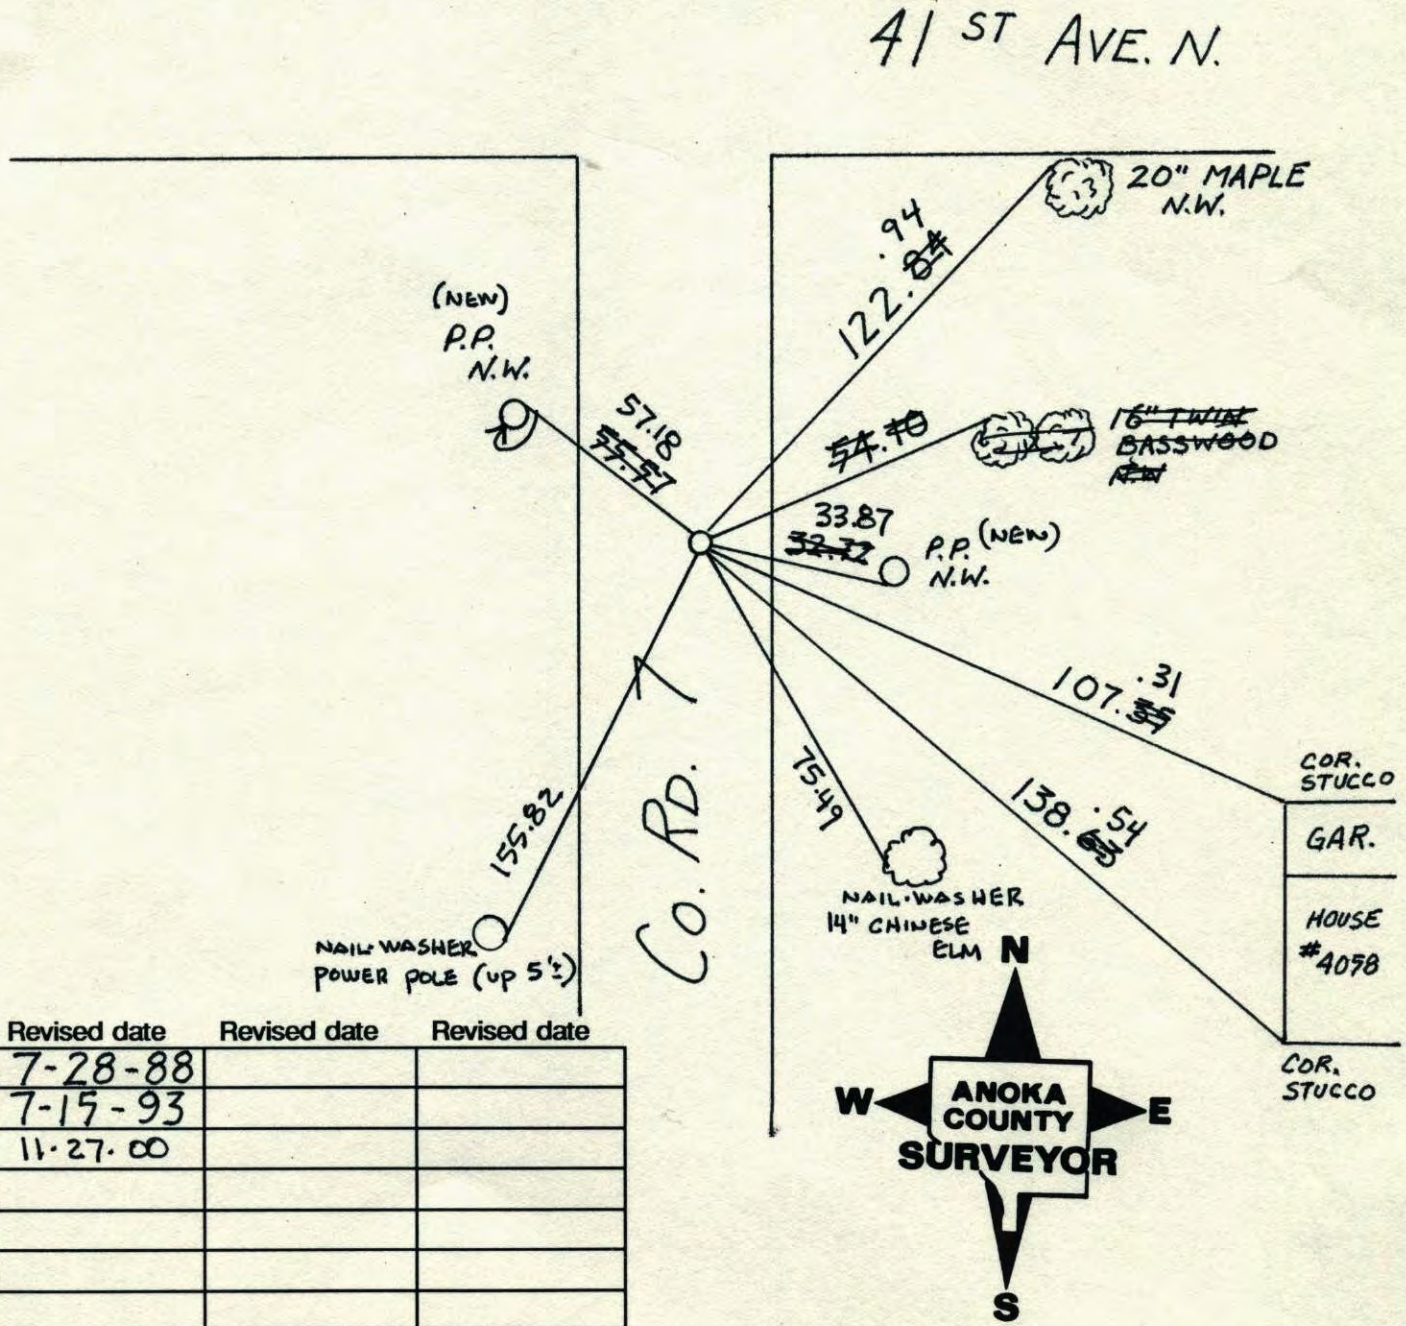 41 ST AVE. N.
20" MAPLE
N.W.
.94
122.84
(NEW)
P.P.
N.W.
57.18
55.57
54.70
16" TWIN
BASSWOOD
N.W
33.87
32.72
P.P. (NEW)
N.W.
.31
107.35
COR.
STUCCO
GAR.
HOUSE
#4058
COR.
STUCCO
.54
138.63
75.49
NAIL·WASHER
14" CHINESE
ELM
155.82
NAIL·WASHER
POWER POLE (UP 5'±)
CO. RD. 7
Revised date Revised date Revised date
7-28-88
7-15-93
11·27·00
N
W E
ANOKA
COUNTY
SURVEYOR
S